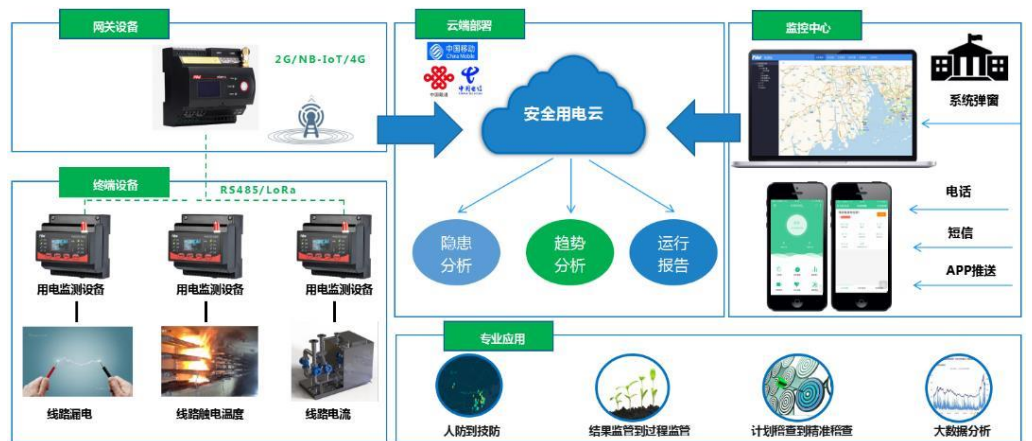 网关设备
2G/NB-IoT/4G
终端设备
RS485/LoRa
用电监测设备
用电监测设备
用电监测设备
线路漏电
线路触电温度
线路电流
云端部署
中国移动
China Mobile
中国联通
中国电信
安全用电云
隐患
分析
趋势
分析
运行
报告
监控中心
系统弹窗
电话
短信
APP推送
专业应用
人防到技防
结果监管到过程监管
计划稽查到精准稽查
大数据分析